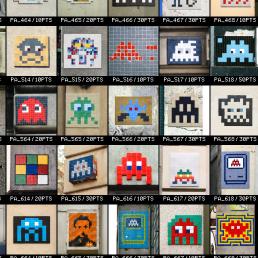 PA_464/10PTS PA_465/20PTS PA_466/30PTS PA_467/30PTS PA_468/10PTS
PA_514/10PTS PA_515/20PTS PA_516/10PTS PA_517/10PTS PA_518/50PTS
PA_564/20PTS PA_565/20PTS PA_566/20PTS PA_567/20PTS PA_568/30PTS
PA_614/20PTS PA_615/30PTS PA_616/10PTS PA_617/10PTS PA_618/30PTS